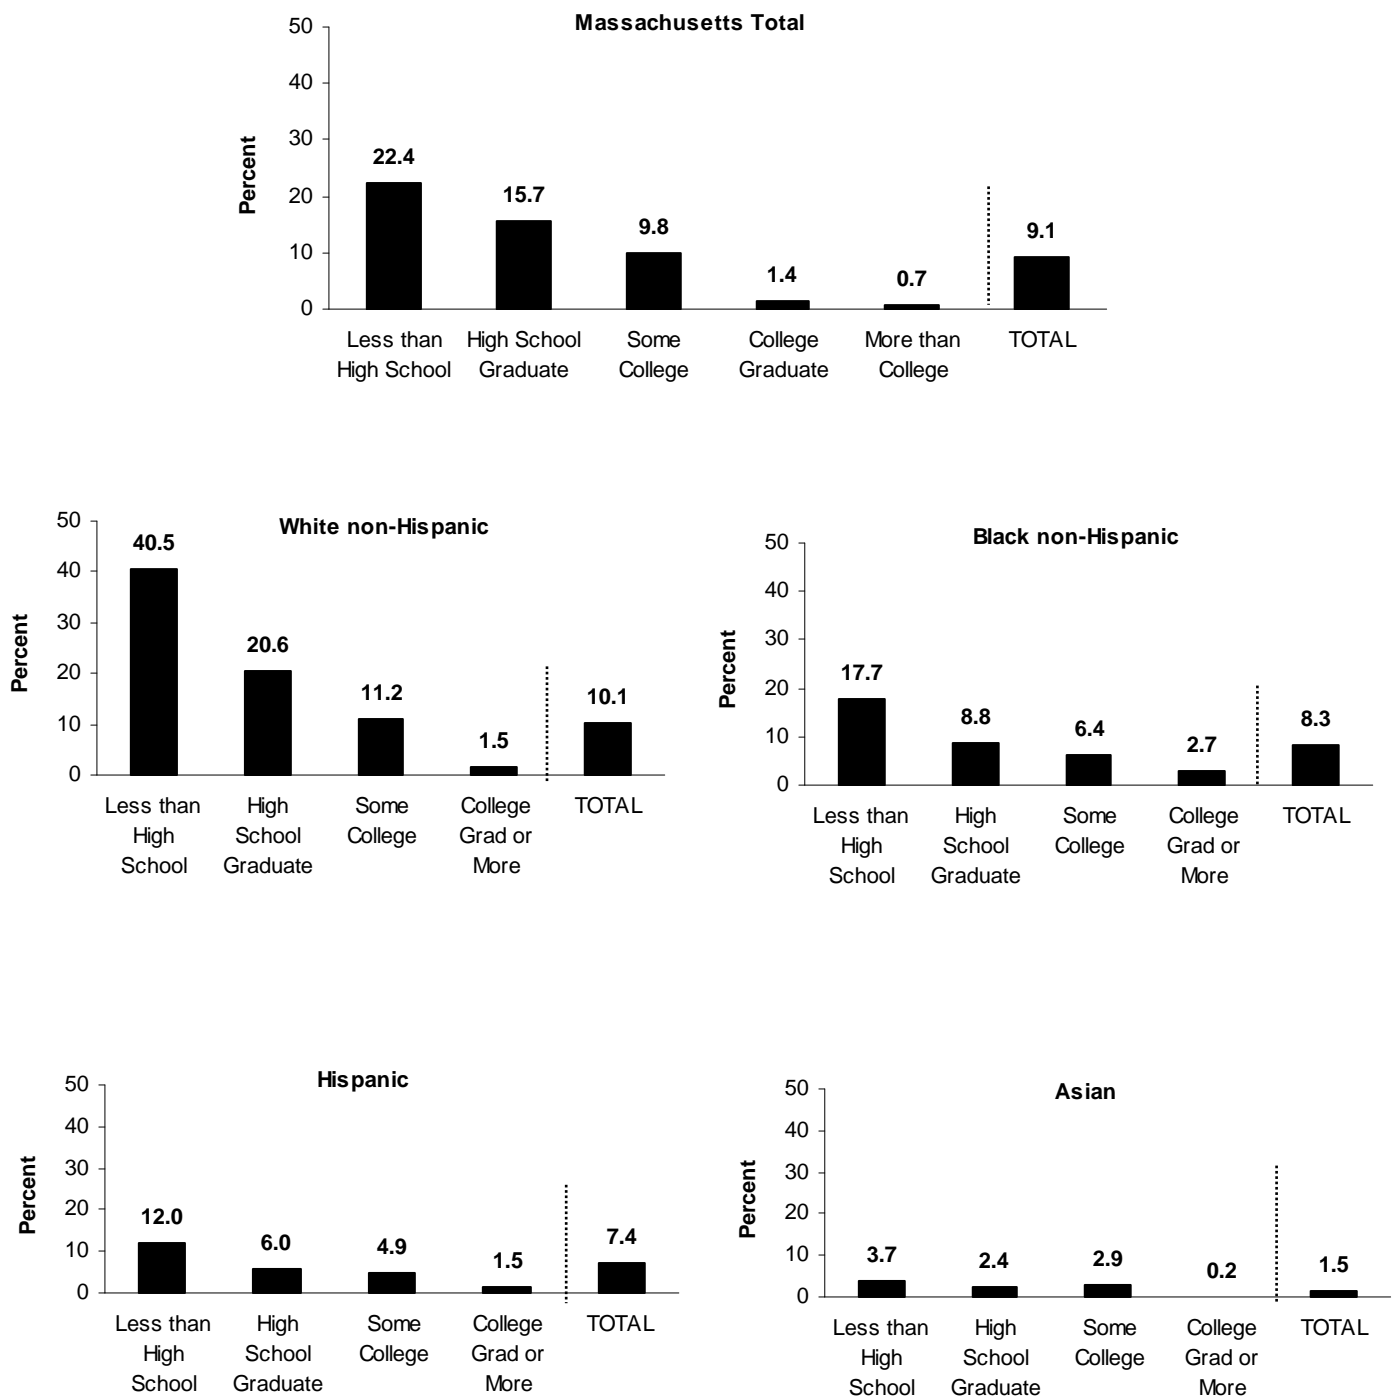 Massachusetts Total
Percent
50
40
30
20
10
0
22.4
15.7
9.8
1.4
0.7
9.1
Less than
High School
High School
Graduate
Some
College
College
Graduate
More than
College
TOTAL
White non-Hispanic
Percent
50
40
30
20
10
0
40.5
20.6
11.2
1.5
10.1
Less than
High
School
High
School
Graduate
Some
College
College
Grad or
More
TOTAL
Black non-Hispanic
Percent
50
40
30
20
10
0
17.7
8.8
6.4
2.7
8.3
Less than
High
School
High
School
Graduate
Some
College
College
Grad or
More
TOTAL
Hispanic
Percent
50
40
30
20
10
0
12.0
6.0
4.9
1.5
7.4
Less than
High
School
High
School
Graduate
Some
College
College
Grad or
More
TOTAL
Asian
Percent
50
40
30
20
10
0
3.7
2.4
2.9
0.2
1.5
Less than
High
School
High
School
Graduate
Some
College
College
Grad or
More
TOTAL